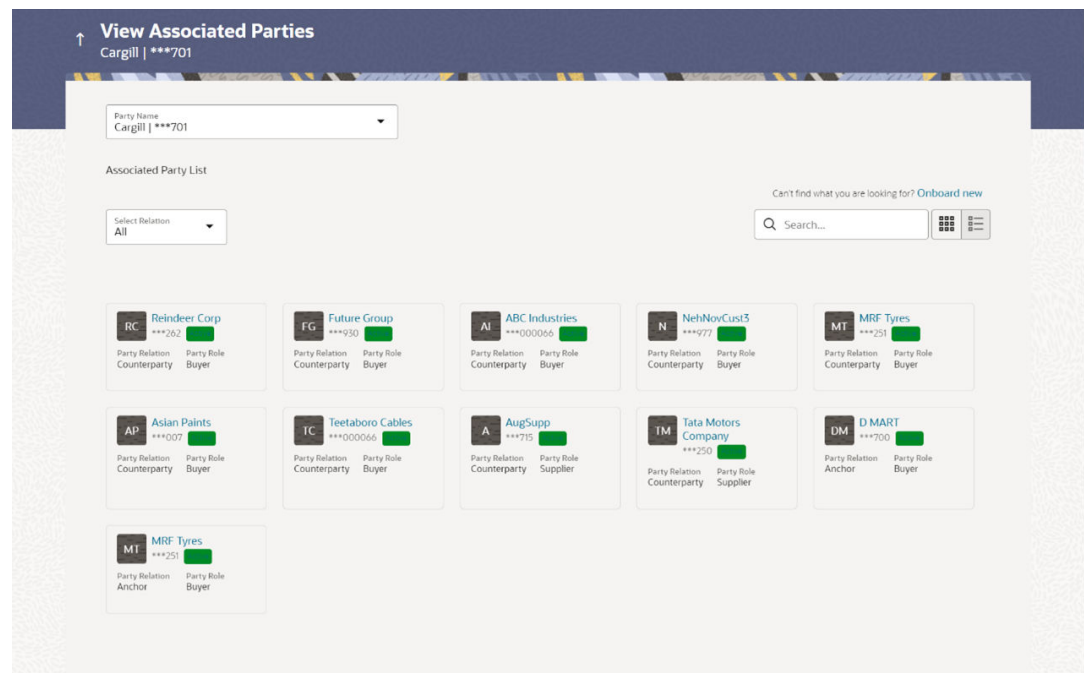 View Associated Parties
Cargill | ***701
Party Name
Cargill | ***701
Associated Party List
Can't find what you are looking for? Onboard new
Select Relation
All
Search...
RC Reindeer Corp
***262
Party Relation Party Role
Counterparty Buyer
FG Future Group
***930
Party Relation Party Role
Counterparty Buyer
AI ABC Industries
***000066
Party Relation Party Role
Counterparty Buyer
N NehNovCust3
***977
Party Relation Party Role
Counterparty Buyer
MT MRF Tyres
***251
Party Relation Party Role
Counterparty Buyer
AP Asian Paints
***007
Party Relation Party Role
Counterparty Buyer
TC Teetaboro Cables
***000066
Party Relation Party Role
Counterparty Buyer
A AugSupp
***715
Party Relation Party Role
Counterparty Supplier
TM Tata Motors
Company
***250
Party Relation Party Role
Counterparty Supplier
DM D MART
***700
Party Relation Party Role
Anchor Buyer
MT MRF Tyres
***251
Party Relation Party Role
Anchor Buyer